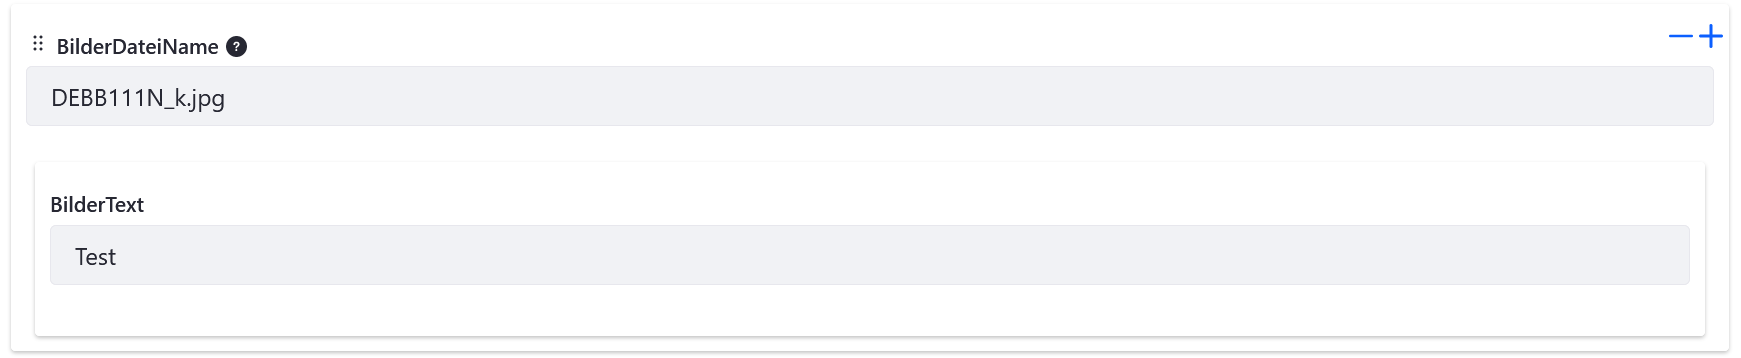 BilderDateiName ?
DEBB111N_k.jpg
BilderText
Test